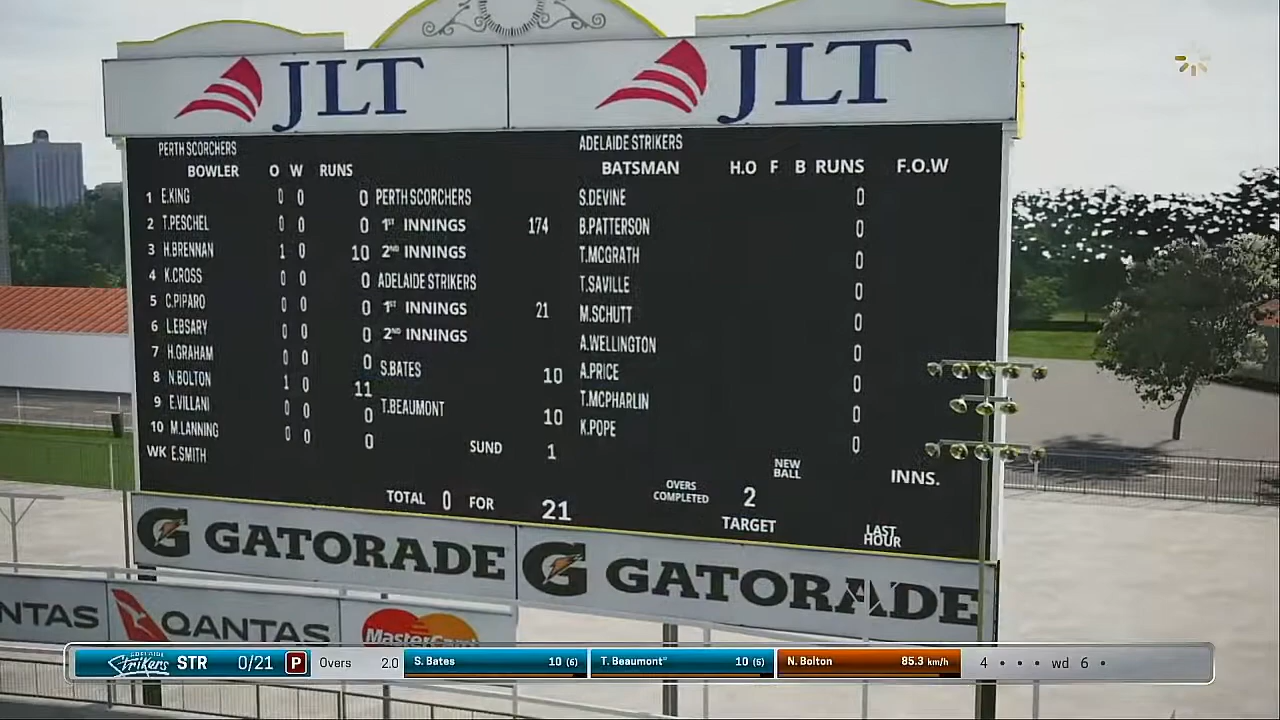 JLT JLT
PERTH SCORCHERS
BOWLER O W RUNS
1 E.KING 0 0 0
2 T.PESCHEL 0 0 0
3 H.BRENNAN 1 0 10
4 K.CROSS 0 0 0
5 C.PIPARO 0 0 0
6 L.EBSARY 0 0 0
7 H.GRAHAM 0 0 0
8 N.BOLTON 1 0 11
9 E.VILLANI 0 0 0
10 M.LANNING 0 0 0
WK E.SMITH
PERTH SCORCHERS
1ST INNINGS 174
2ND INNINGS
ADELAIDE STRIKERS
1ST INNINGS 21
2ND INNINGS
S.BATES 10
T.BEAUMONT 10
SUND 1
TOTAL 0 FOR 21
ADELAIDE STRIKERS
BATSMAN H.O F B RUNS F.O.W
S.DEVINE 0
B.PATTERSON 0
T.MCGRATH 0
T.SAVILLE 0
M.SCHUTT 0
A.WELLINGTON 0
A.PRICE 0
T.MCPHARLIN 0
K.POPE 0
NEW BALL
INNS.
OVERS COMPLETED 2
TARGET
LAST HOUR
G GATORADE G GATORADE
NTAS QANTAS MasterCard
ADELAIDE Strikers STR 0/21 P Overs 2.0 S. Bates 10 (6) T. Beaumont* 10 (5) N. Bolton 85.3 km/h 4 • • • wd 6 •